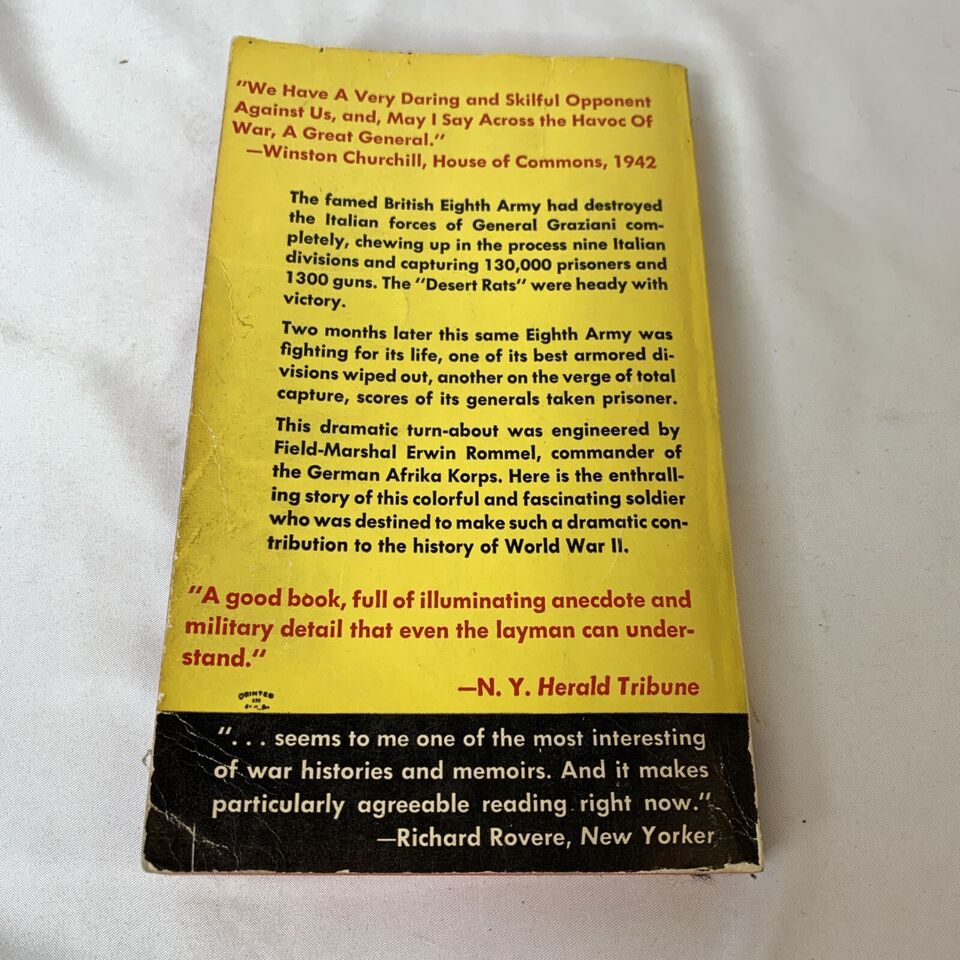 "We Have A Very Daring and Skilful Opponent
Against Us, and, May I Say Across the Havoc Of
War, A Great General."
—Winston Churchill, House of Commons, 1942
The famed British Eighth Army had destroyed
the Italian forces of General Graziani com-
pletely, chewing up in the process nine Italian
divisions and capturing 130,000 prisoners and
1300 guns. The "Desert Rats" were heady with
victory.
Two months later this same Eighth Army was
fighting for its life, one of its best armored di-
visions wiped out, another on the verge of total
capture, scores of its generals taken prisoner.
This dramatic turn-about was engineered by
Field-Marshal Erwin Rommel, commander of
the German Afrika Korps. Here is the enthrall-
ing story of this colorful and fascinating soldier
who was destined to make such a dramatic con-
tribution to the history of World War II.
"A good book, full of illuminating anecdote and
military detail that even the layman can under-
stand."
—N. Y. Herald Tribune
PRINTED
IN
". . . seems to me one of the most interesting
of war histories and memoirs. And it makes
particularly agreeable reading right now."
—Richard Rovere, New Yorker